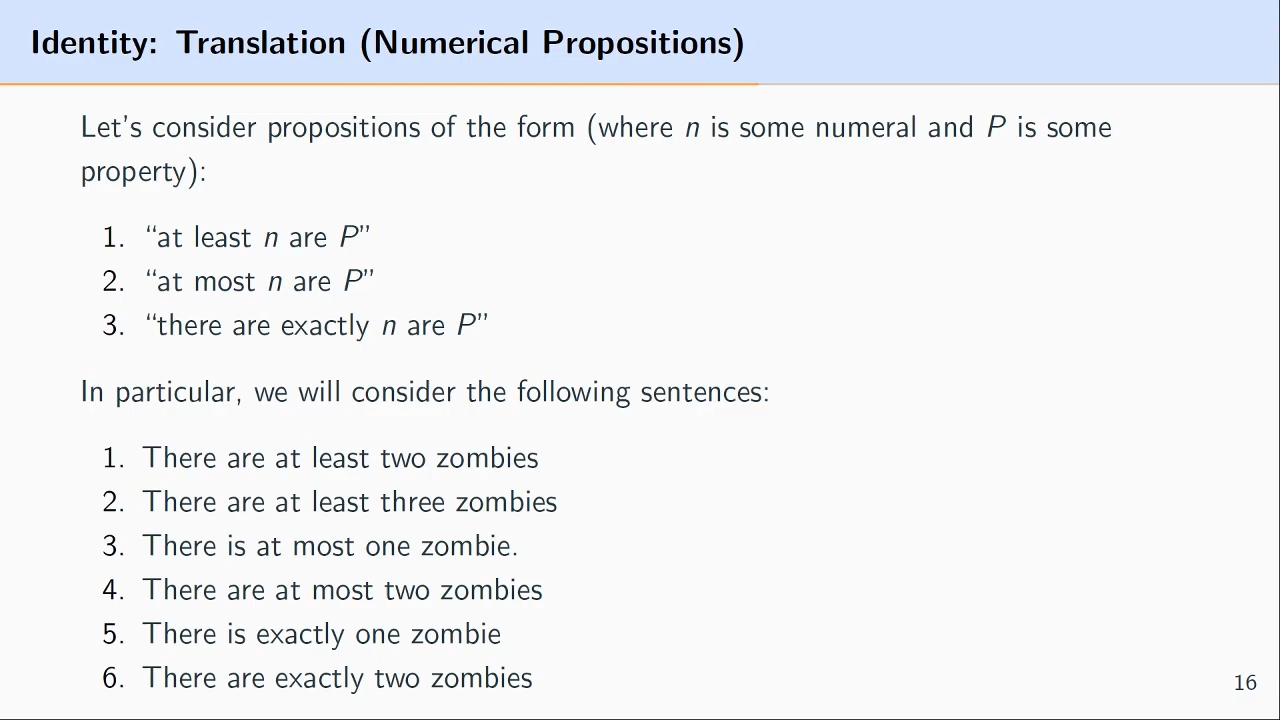 Identity: Translation (Numerical Propositions)
Let's consider propositions of the form (where n is some numeral and P is some
property):
1. “at least n are P”
2. “at most n are P”
3. “there are exactly n are P”
In particular, we will consider the following sentences:
1. There are at least two zombies
2. There are at least three zombies
3. There is at most one zombie.
4. There are at most two zombies
5. There is exactly one zombie
6. There are exactly two zombies
16